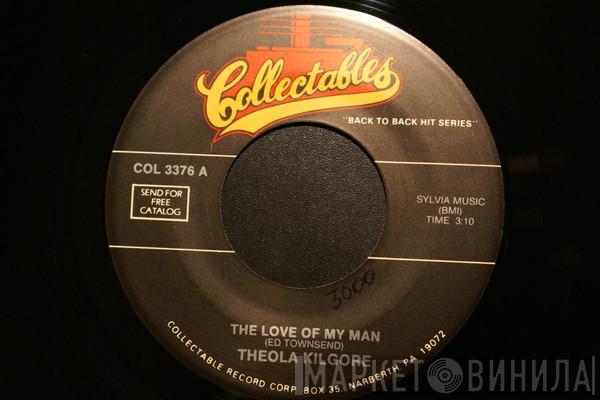 Collectables
"BACK TO BACK HIT SERIES"
COL 3376 A
SEND FOR
FREE
CATALOG
SYLVIA MUSIC
(BMI)
TIME 3:10
3000
THE LOVE OF MY MAN
(ED TOWNSEND)
THEOLA KILGORE
COLLECTABLE RECORD CORP. BOX 35, NARBERTH, PA 19072
МАРКЕТ ВИНИЛА